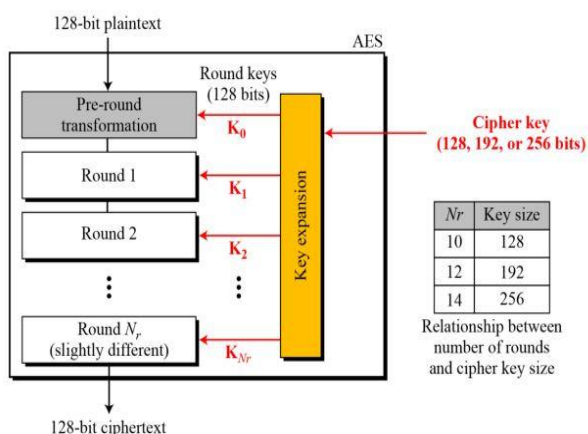 128-bit plaintext
AES
Round keys
(128 bits)
Pre-round
transformation
K0
Cipher key
(128, 192, or 256 bits)
Round 1
K1
Round 2
K2
Key expansion
Round Nr
(slightly different)
KNr
128-bit ciphertext
Nr Key size
10 128
12 192
14 256
Relationship between
number of rounds
and cipher key size